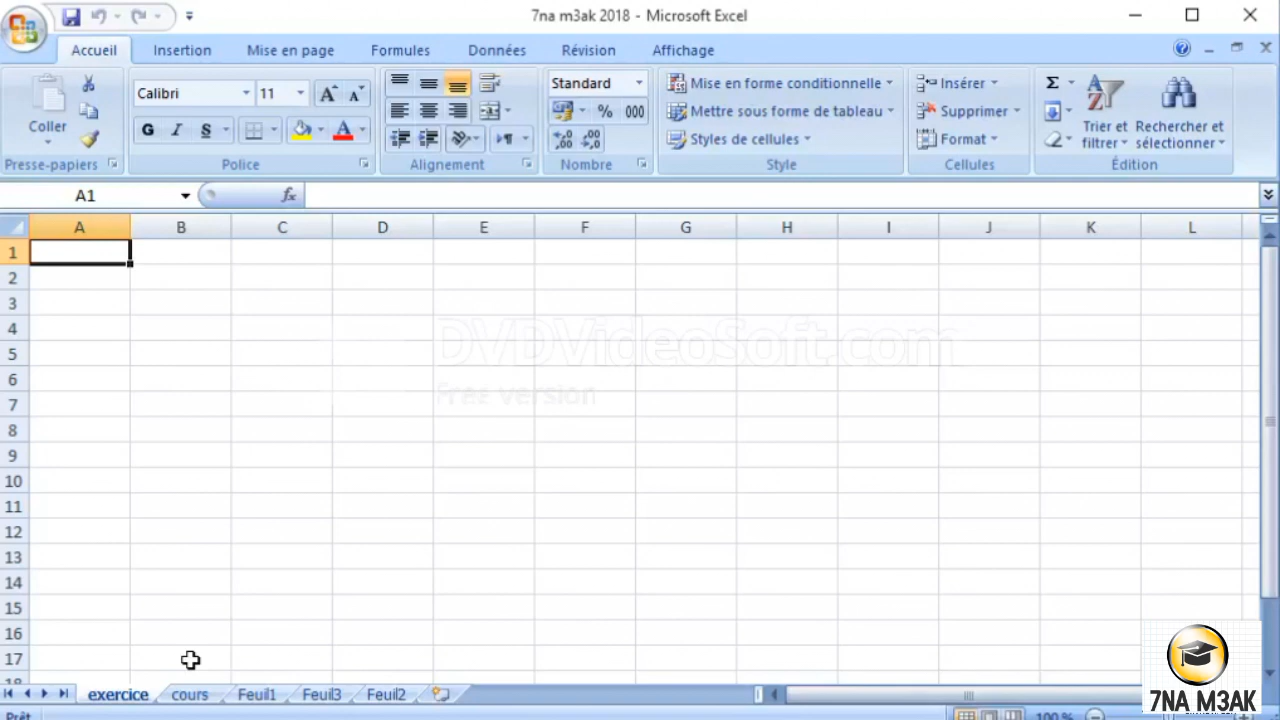 7na m3ak 2018 - Microsoft Excel
Accueil Insertion Mise en page Formules Données Révision Affichage
Coller
Presse-papiers
Calibri 11
G I S A
Police
Alignement
Standard
% 000
Nombre
Mise en forme conditionnelle
Mettre sous forme de tableau
Styles de cellules
Style
Insérer
Supprimer
Format
Cellules
Σ
Trier et filtrer
Rechercher et sélectionner
Édition
A1 fx
A B C D E F G H I J K L
1
2
3
4
5
6
7
8
9
10
11
12
13
14
15
16
17
18
DVDVideoSoft.com
Free version
exercice cours Feuil1 Feuil3 Feuil2
7NA M3AK
Prêt 100 %